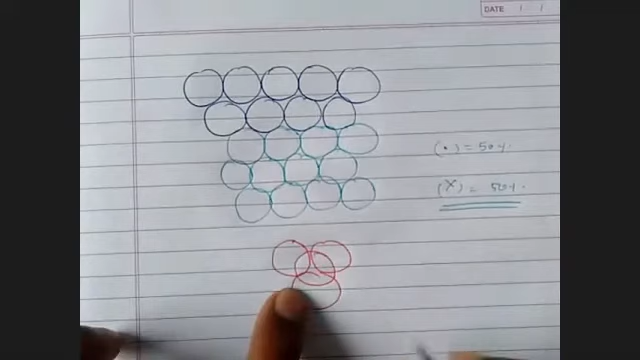 DATE / /
(•) = 50%.
(X) = 50%.